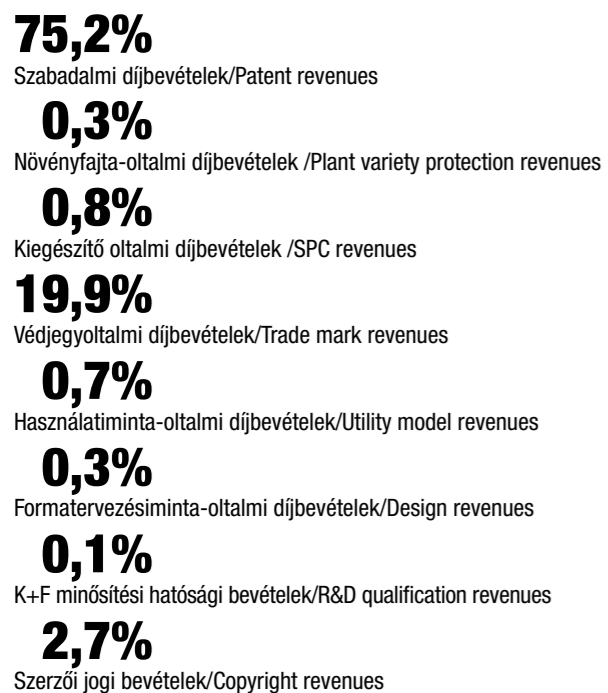 75,2%
Szabadalmi díjbevételek/Patent revenues
0,3%
Növényfajta-oltalmi díjbevételek /Plant variety protection revenues
0,8%
Kiegészítő oltalmi díjbevételek /SPC revenues
19,9%
Védjegyoltalmi díjbevételek/Trade mark revenues
0,7%
Használatiminta-oltalmi díjbevételek/Utility model revenues
0,3%
Formatervezésiminta-oltalmi díjbevételek/Design revenues
0,1%
K+F minősítési hatósági bevételek/R&D qualification revenues
2,7%
Szerzői jogi bevételek/Copyright revenues